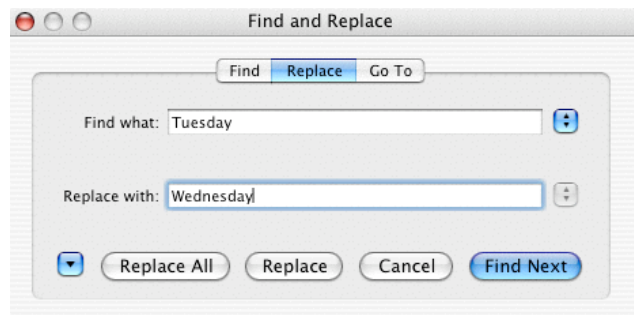 Find and Replace
Find Replace Go To
Find what: Tuesday
Replace with: Wednesday
Replace All Replace Cancel Find Next